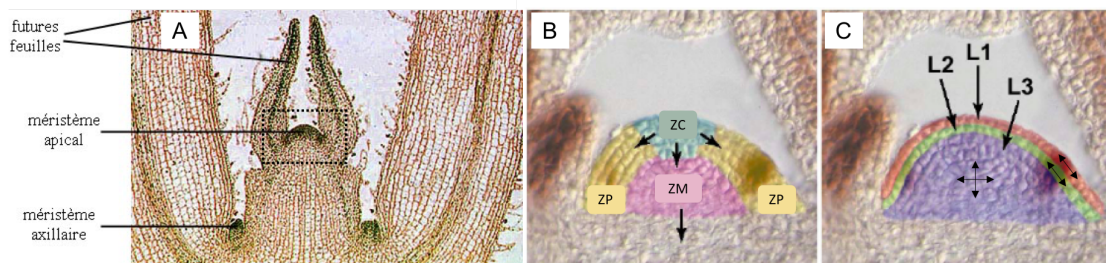 futures
feuilles
A
méristème
apical
méristème
axillaire
B
ZC
ZP
ZM
ZP
C
L2
L1
L3